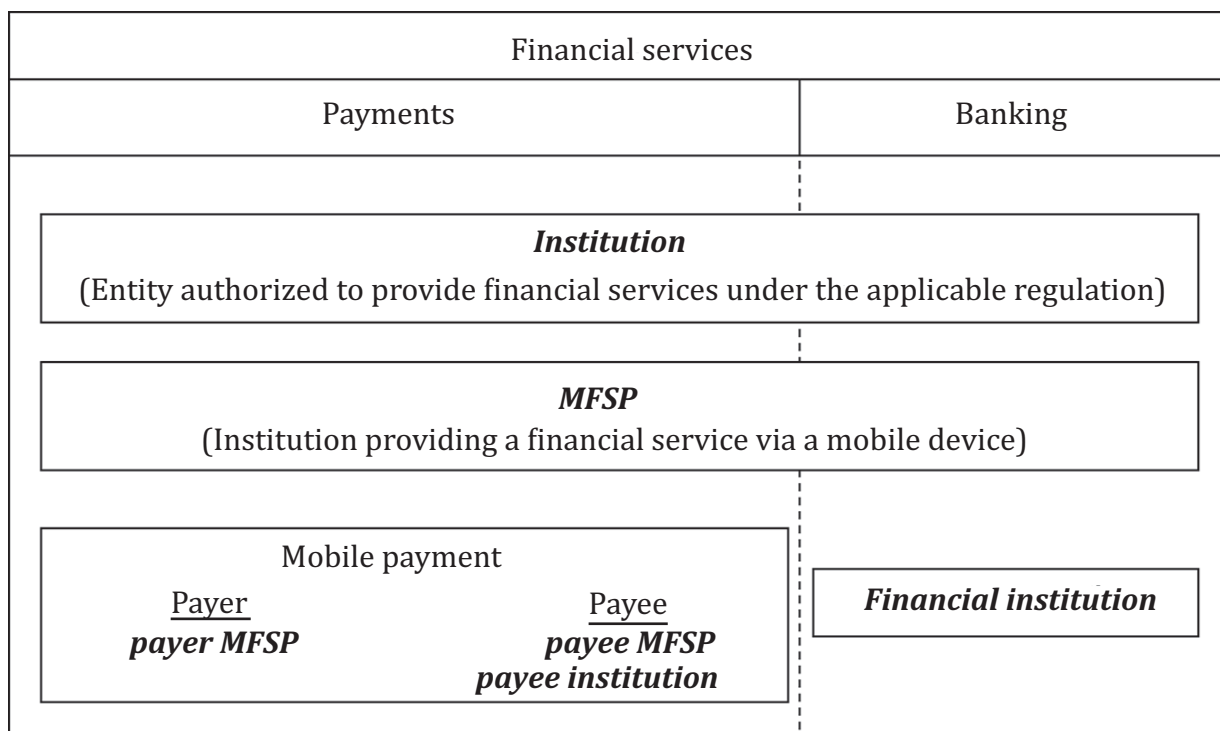 Financial services
Payments
Banking
Institution
(Entity authorized to provide financial services under the applicable regulation)
MFSP
(Institution providing a financial service via a mobile device)
Mobile payment
Payer
payer MFSP
Payee
payee MFSP
payee institution
Financial institution